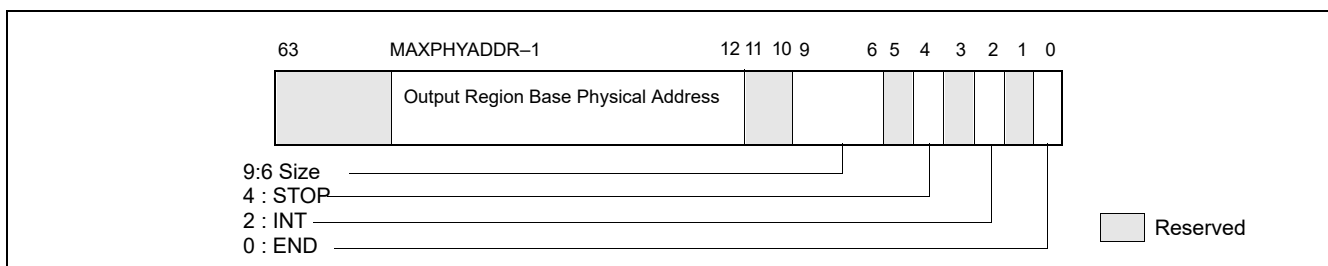 63 MAXPHYADDR–1 12 11 10 9 6 5 4 3 2 1 0
Output Region Base Physical Address
9:6 Size
4 : STOP
2 : INT
0 : END
Reserved